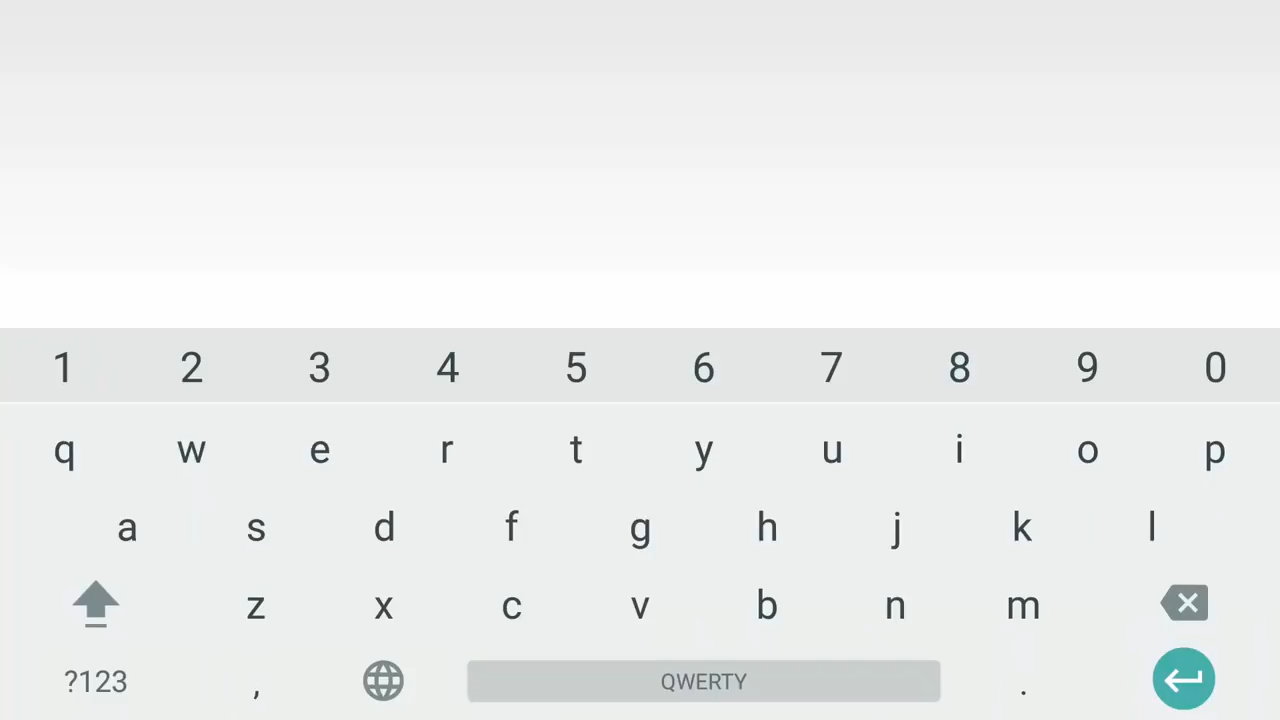 1 2 3 4 5 6 7 8 9 0
q w e r t y u i o p
a s d f g h j k l
z x c v b n m
?123 , QWERTY .